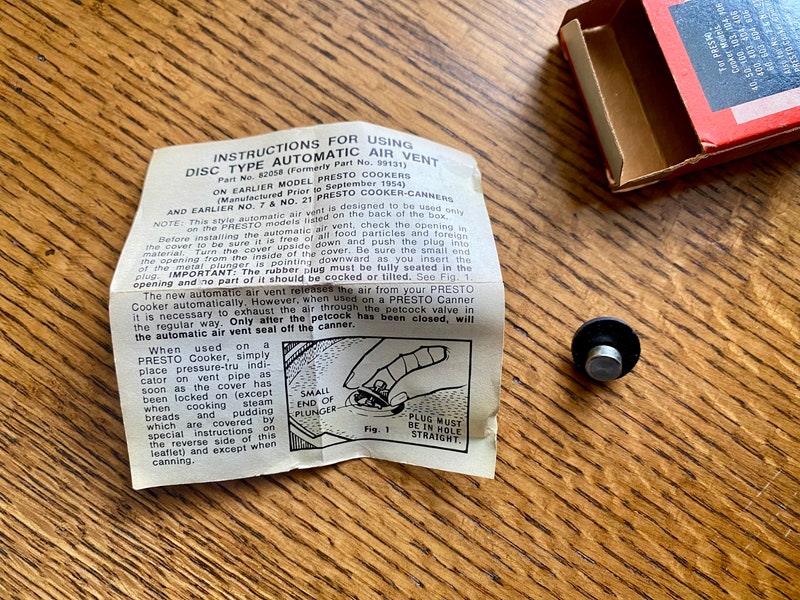 INSTRUCTIONS FOR USING
DISC TYPE AUTOMATIC AIR VENT
Part No. 82058 (Formerly Part No. 99131)
ON EARLIER MODEL PRESTO COOKERS
(Manufactured Prior to September 1954)
AND EARLIER NO. 7 & NO. 21 PRESTO COOKER-CANNERS
NOTE: This style automatic air vent is designed to be used only
on the PRESTO models listed on the back of the box.
Before installing the automatic air vent, check the opening in
the cover to be sure it is free of all food particles and foreign
material. Turn the cover upside down and push the plug into
the opening from the inside of the cover. Be sure the small end
of the metal plunger is pointing downward as you insert the
plug. IMPORTANT: The rubber plug must be fully seated in the
opening and no part of it should be cocked or tilted. See Fig. 1.
The new automatic air vent releases the air from your PRESTO
Cooker automatically. However, when used on a PRESTO Canner
it is necessary to exhaust the air through the petcock valve in
the regular way. Only after the petcock has been closed, will
the automatic air vent seal off the canner.
When used on a
PRESTO Cooker, simply
place pressure-tru indi-
cator on vent pipe as
soon as the cover has
been locked on (except
when cooking steam
breads and pudding
which are covered by
special instructions on
the reverse side of this
leaflet) and except when
canning.
SMALL
END OF
PLUNGER
Fig. 1
PLUG MUST
BE IN HOLE
STRAIGHT.
For PRESTO
Cooker Models